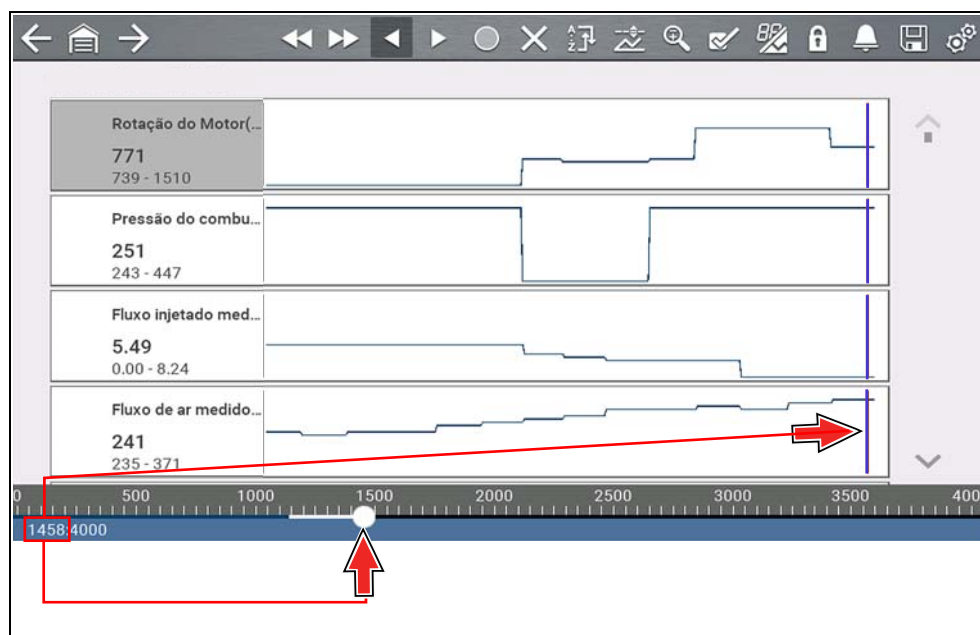 Rotação do Motor(...
771
739 - 1510
Pressão do combu...
251
243 - 447
Fluxo injetado med...
5.49
0.00 - 8.24
Fluxo de ar medido...
241
235 - 371
0 500 1000 1500 2000 2500 3000 3500 400
1458:4000